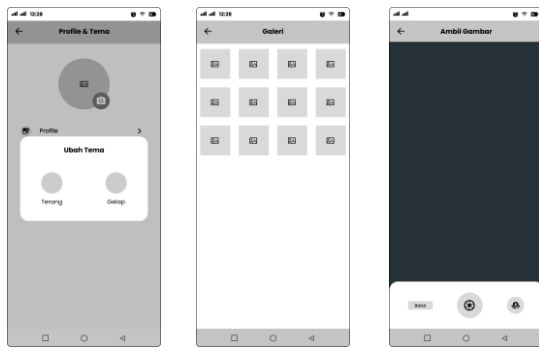 12:28
Profile & Tema
Profile
Ubah Tema
Terang
Gelap
12:28
Galeri
Ambil Gambar
Batal